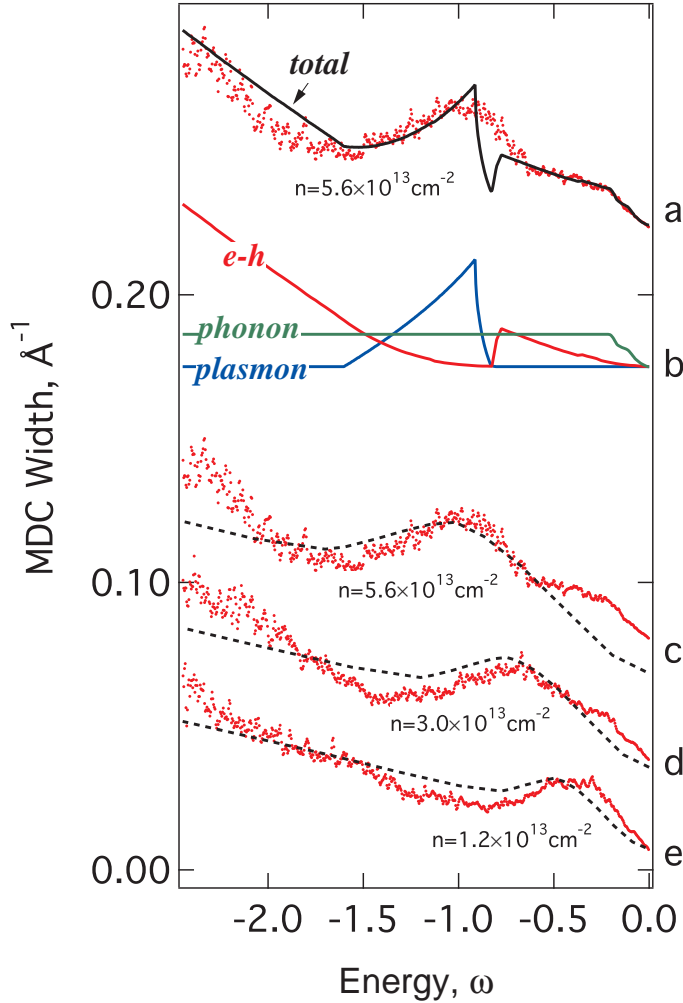 total
n=5.6×10¹³cm⁻²
a
e-h
0.20
phonon
plasmon
b
MDC Width, Å⁻¹
0.10
n=5.6×10¹³cm⁻²
c
n=3.0×10¹³cm⁻²
d
n=1.2×10¹³cm⁻²
e
0.00
-2.0 -1.5 -1.0 -0.5 0.0
Energy, ω